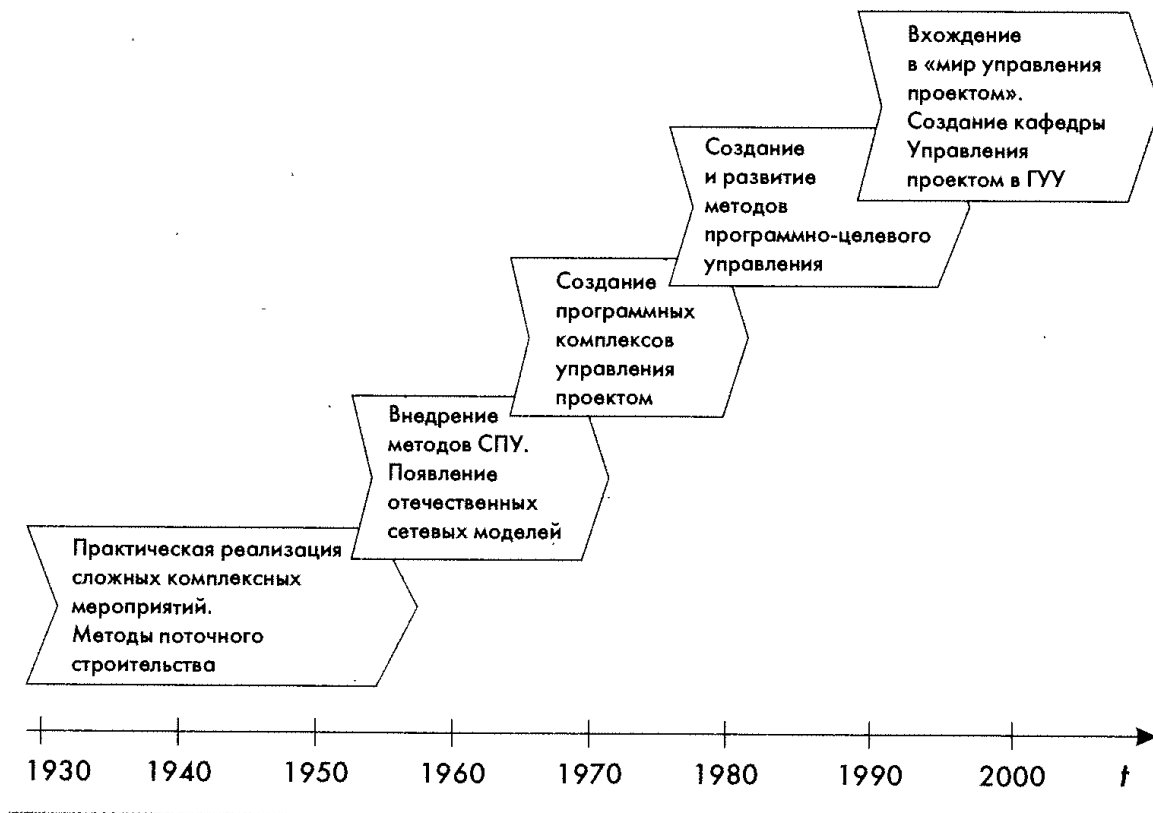 Вхождение
в «мир управления
проектом».
Создание кафедры
Управления
проектом в ГУУ
Создание
и развитие
методов
программно-целевого
управления
Создание
программных
комплексов
управления
проектом
Внедрение
методов СПУ.
Появление
отечественных
сетевых моделей
Практическая реализация
сложных комплексных
мероприятий.
Методы поточного
строительства
1930 1940 1950 1960 1970 1980 1990 2000 t